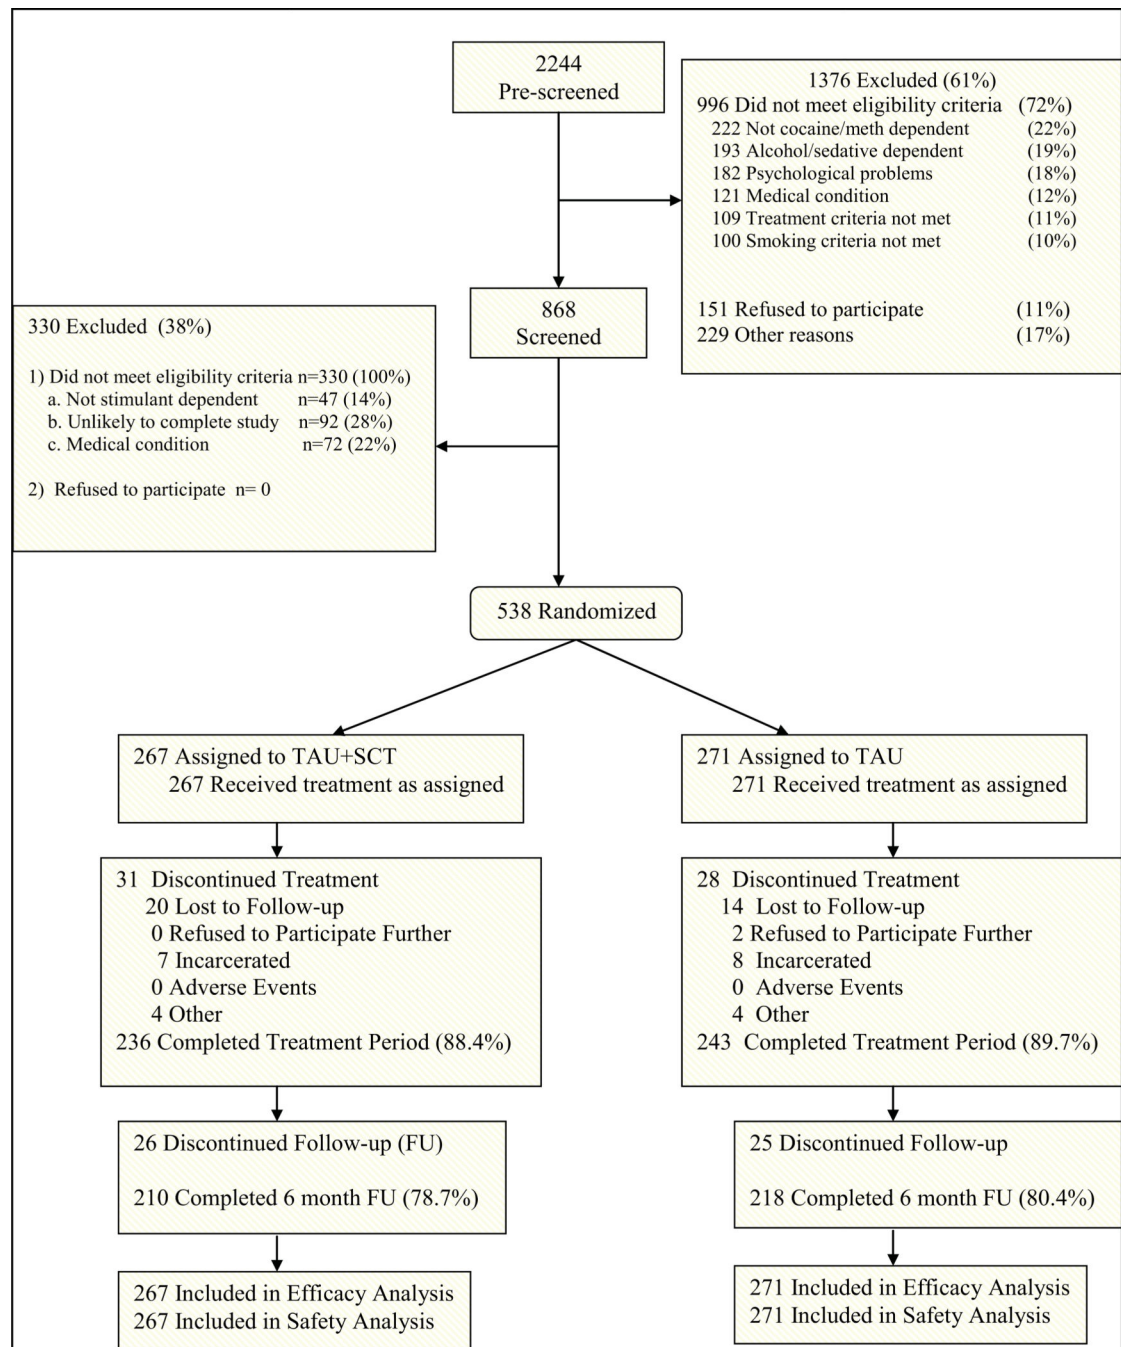 2244
Pre-screened
1376 Excluded (61%)
996 Did not meet eligibility criteria (72%)
222 Not cocaine/meth dependent (22%)
193 Alcohol/sedative dependent (19%)
182 Psychological problems (18%)
121 Medical condition (12%)
109 Treatment criteria not met (11%)
100 Smoking criteria not met (10%)
151 Refused to participate (11%)
229 Other reasons (17%)
868
Screened
330 Excluded (38%)
1) Did not meet eligibility criteria n=330 (100%)
a. Not stimulant dependent n=47 (14%)
b. Unlikely to complete study n=92 (28%)
c. Medical condition n=72 (22%)
2) Refused to participate n= 0
538 Randomized
267 Assigned to TAU+SCT
267 Received treatment as assigned
271 Assigned to TAU
271 Received treatment as assigned
31 Discontinued Treatment
20 Lost to Follow-up
0 Refused to Participate Further
7 Incarcerated
0 Adverse Events
4 Other
236 Completed Treatment Period (88.4%)
28 Discontinued Treatment
14 Lost to Follow-up
2 Refused to Participate Further
8 Incarcerated
0 Adverse Events
4 Other
243 Completed Treatment Period (89.7%)
26 Discontinued Follow-up (FU)
210 Completed 6 month FU (78.7%)
25 Discontinued Follow-up
218 Completed 6 month FU (80.4%)
267 Included in Efficacy Analysis
267 Included in Safety Analysis
271 Included in Efficacy Analysis
271 Included in Safety Analysis